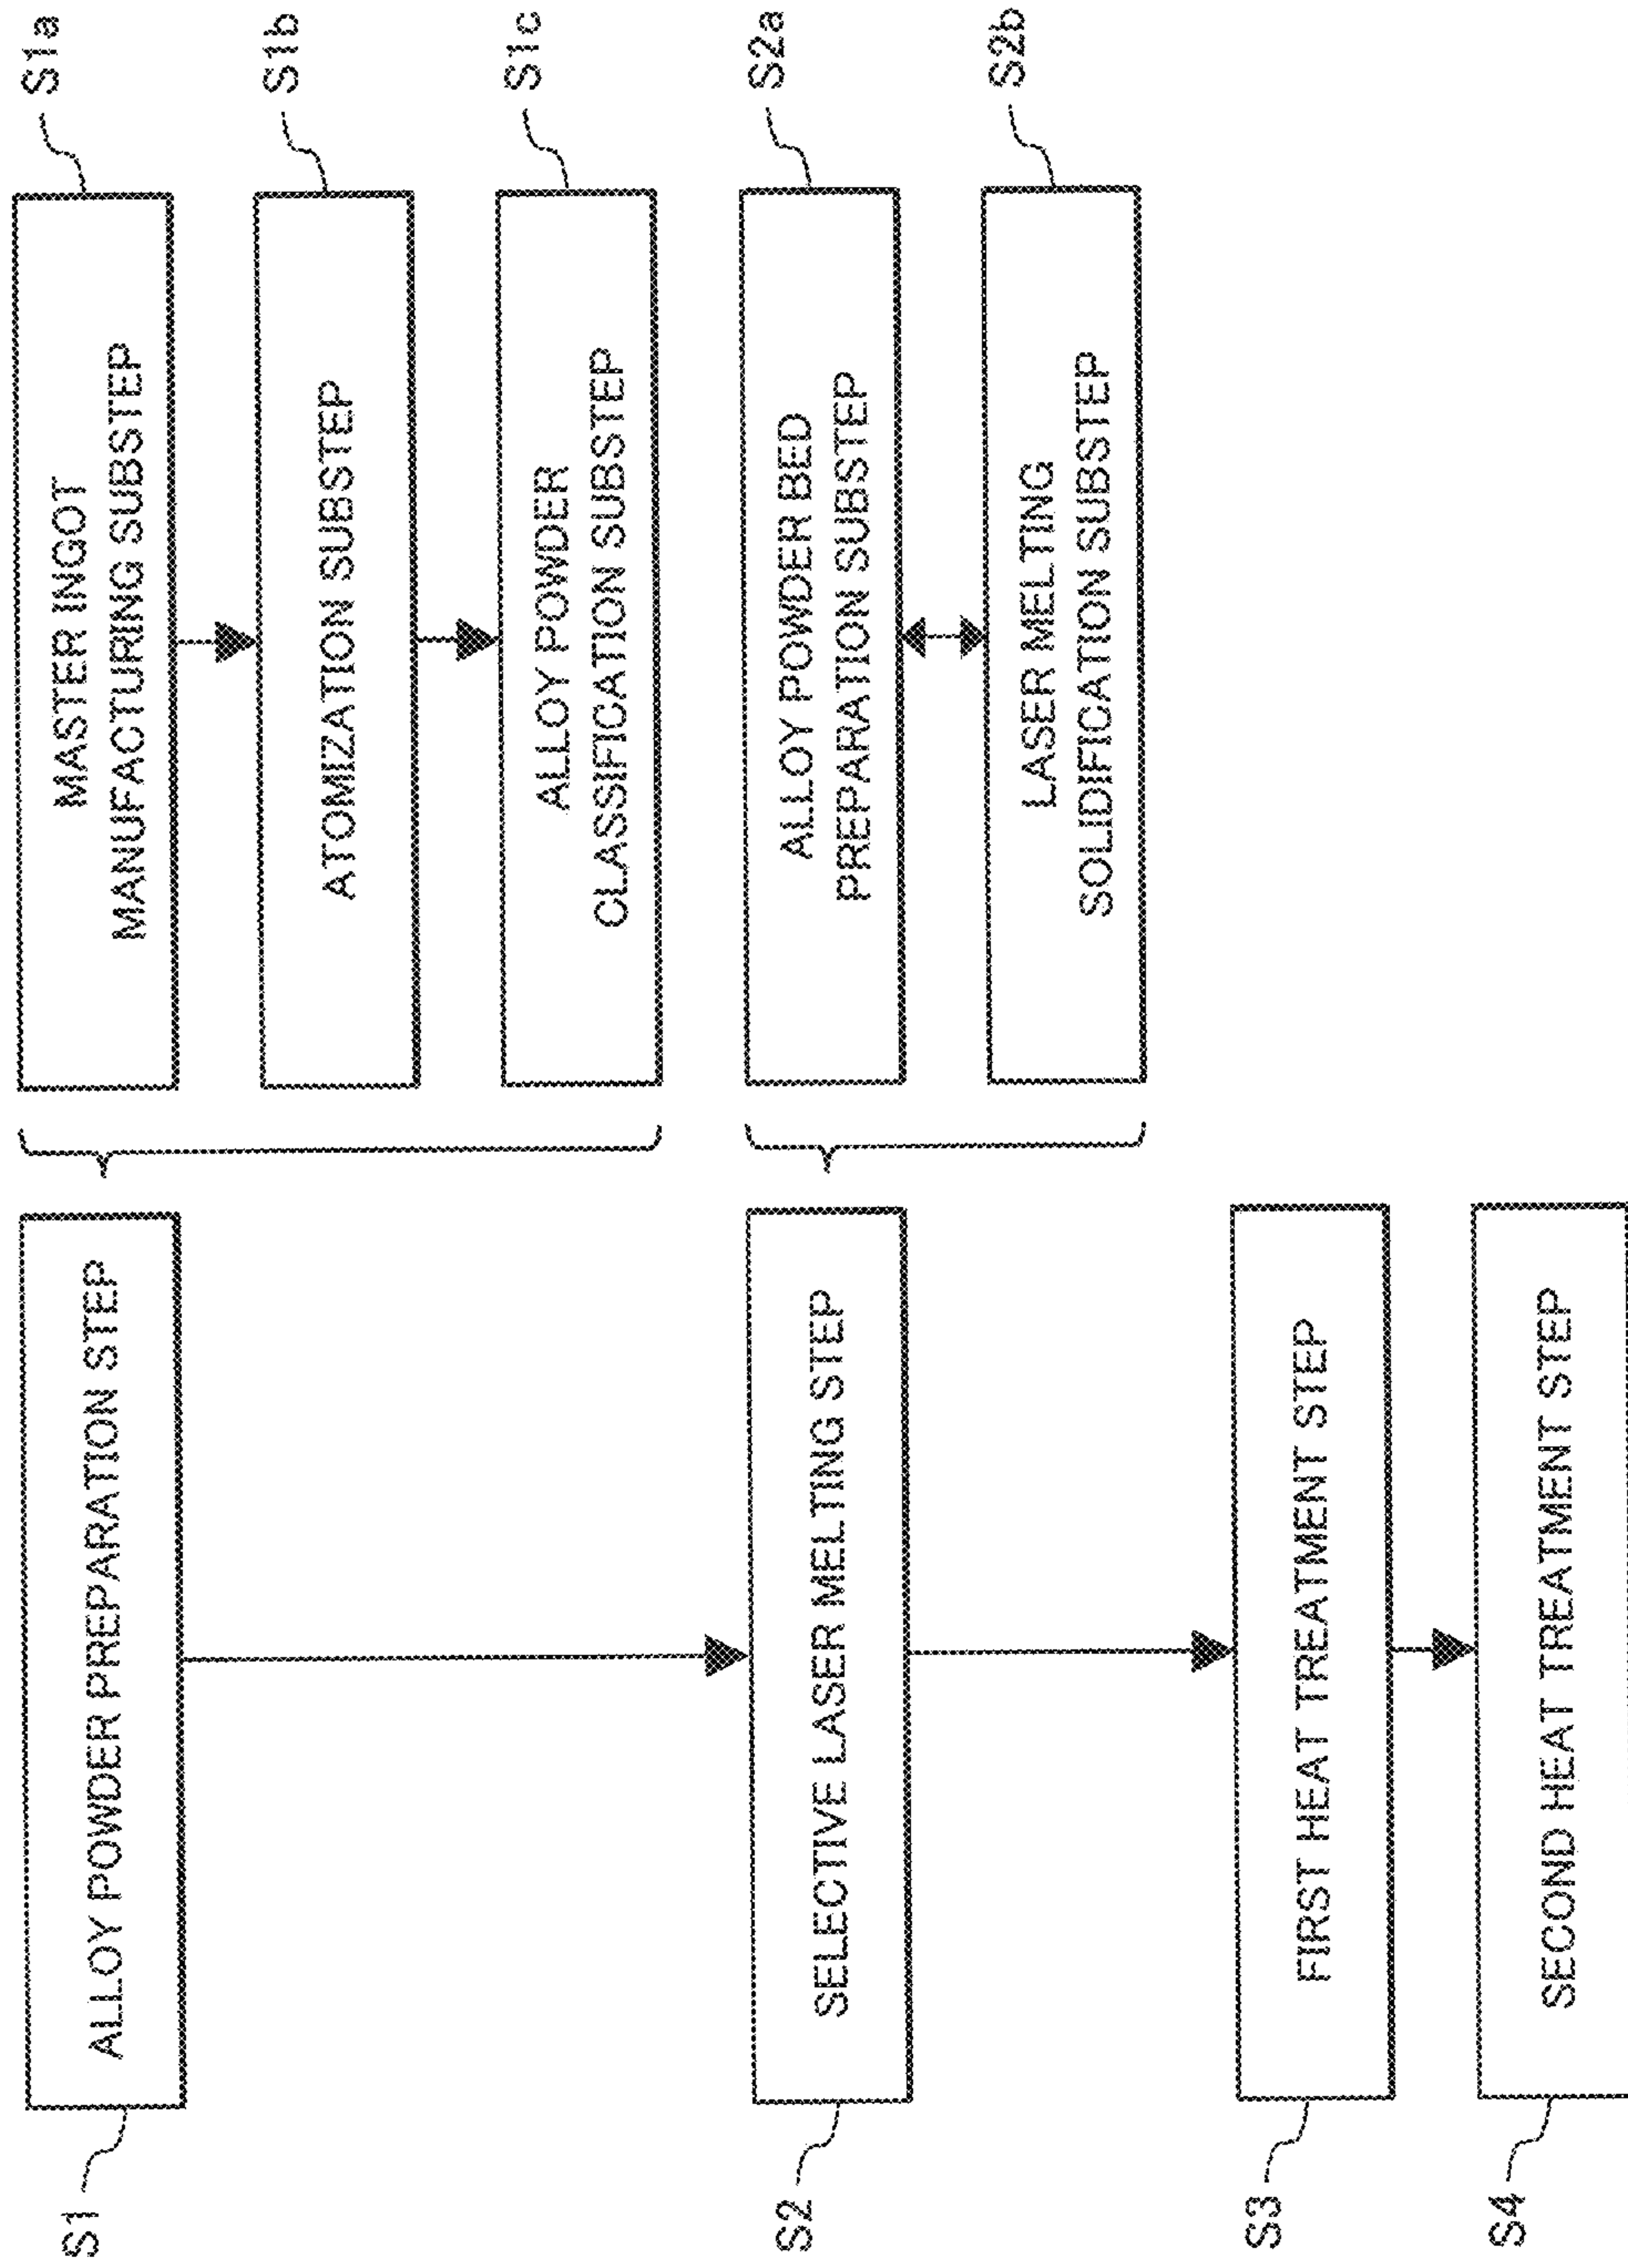 S1
ALLOY POWDER PREPARATION STEP
MASTER INGOT
MANUFACTURING SUBSTEP
S1a
ATOMIZATION SUBSTEP
S1b
ALLOY POWDER
CLASSIFICATION SUBSTEP
S1c
S2
SELECTIVE LASER MELTING STEP
ALLOY POWDER BED
PREPARATION SUBSTEP
S2a
LASER MELTING
SOLIDIFICATION SUBSTEP
S2b
S3
FIRST HEAT TREATMENT STEP
S4
SECOND HEAT TREATMENT STEP